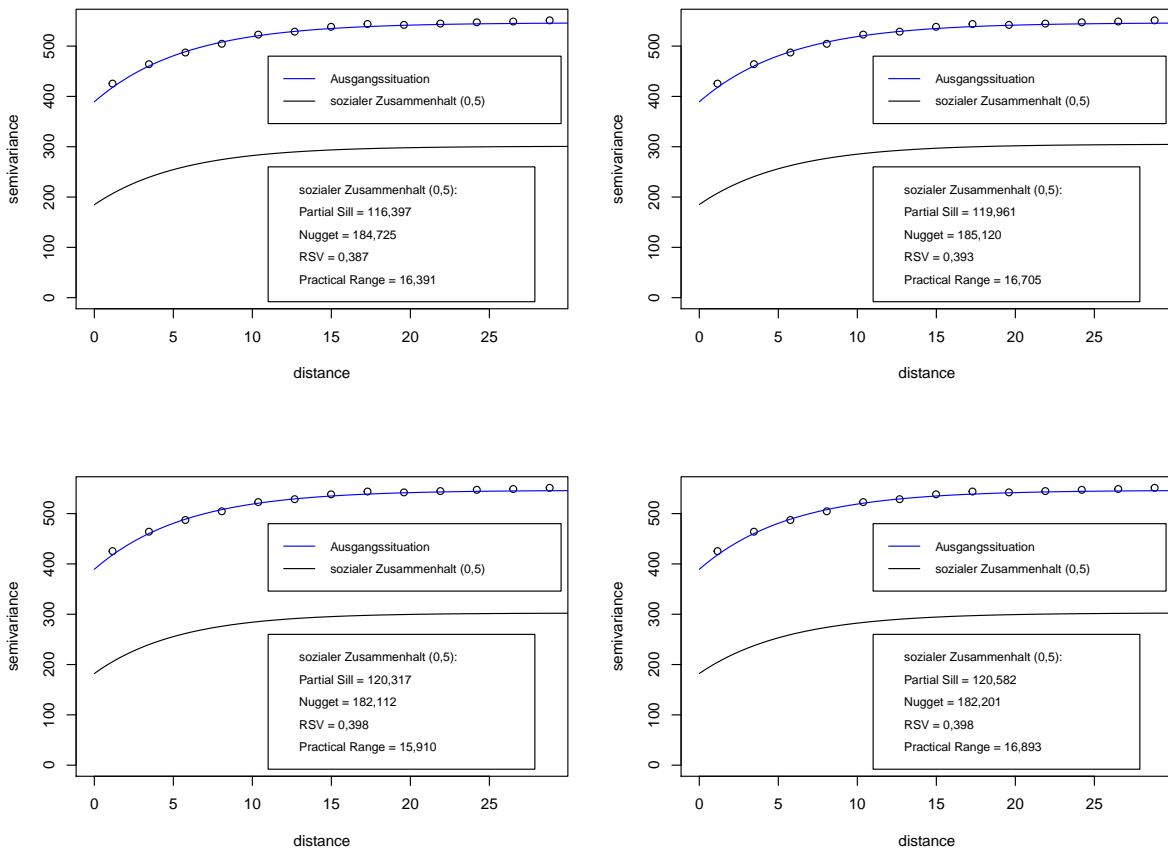 semivariance
500
400
300
200
100
0
Ausgangssituation
sozialer Zusammenhalt (0,5)
sozialer Zusammenhalt (0,5):
Partial Sill = 116,397
Nugget = 184,725
RSV = 0,387
Practical Range = 16,391
0 5 10 15 20 25
distance
semivariance
500
400
300
200
100
0
Ausgangssituation
sozialer Zusammenhalt (0,5)
sozialer Zusammenhalt (0,5):
Partial Sill = 119,961
Nugget = 185,120
RSV = 0,393
Practical Range = 16,705
0 5 10 15 20 25
distance
semivariance
500
400
300
200
100
0
Ausgangssituation
sozialer Zusammenhalt (0,5)
sozialer Zusammenhalt (0,5):
Partial Sill = 120,317
Nugget = 182,112
RSV = 0,398
Practical Range = 15,910
0 5 10 15 20 25
distance
semivariance
500
400
300
200
100
0
Ausgangssituation
sozialer Zusammenhalt (0,5)
sozialer Zusammenhalt (0,5):
Partial Sill = 120,582
Nugget = 182,201
RSV = 0,398
Practical Range = 16,893
0 5 10 15 20 25
distance